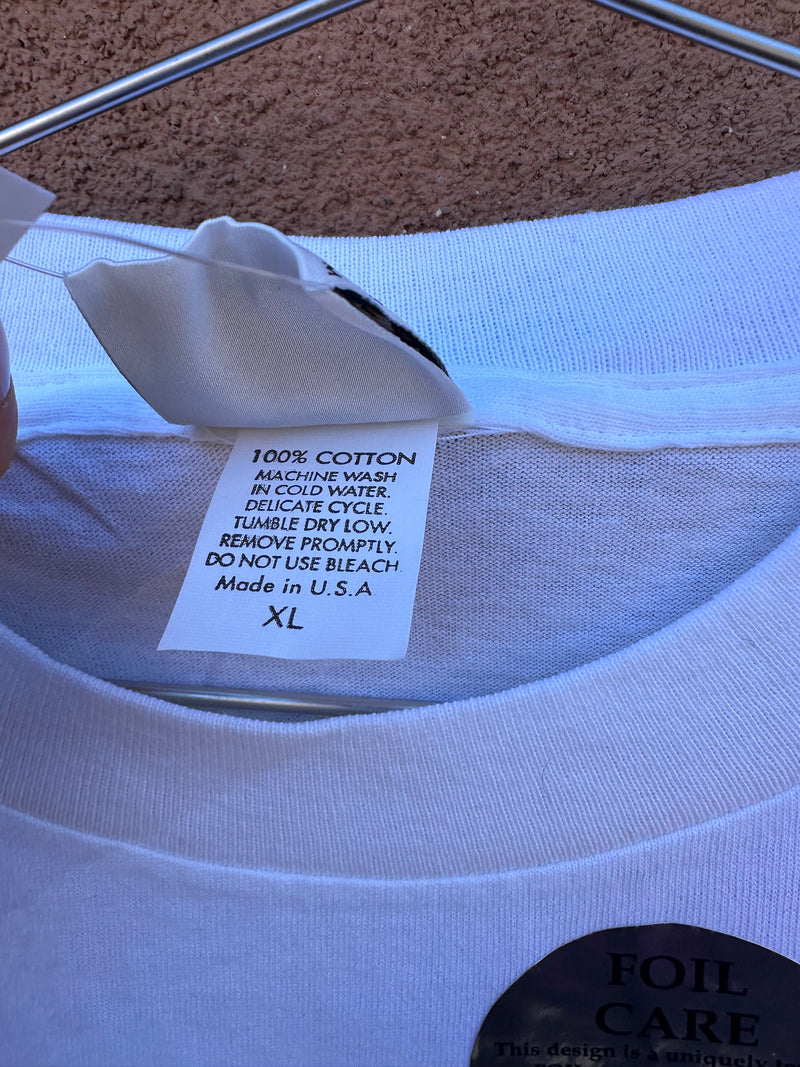 100% COTTON
MACHINE WASH
IN COLD WATER.
DELICATE CYCLE.
TUMBLE DRY LOW.
REMOVE PROMPTLY.
DO NOT USE BLEACH
Made in U.S.A
XL
FOIL
CARE
This design is a uniquely